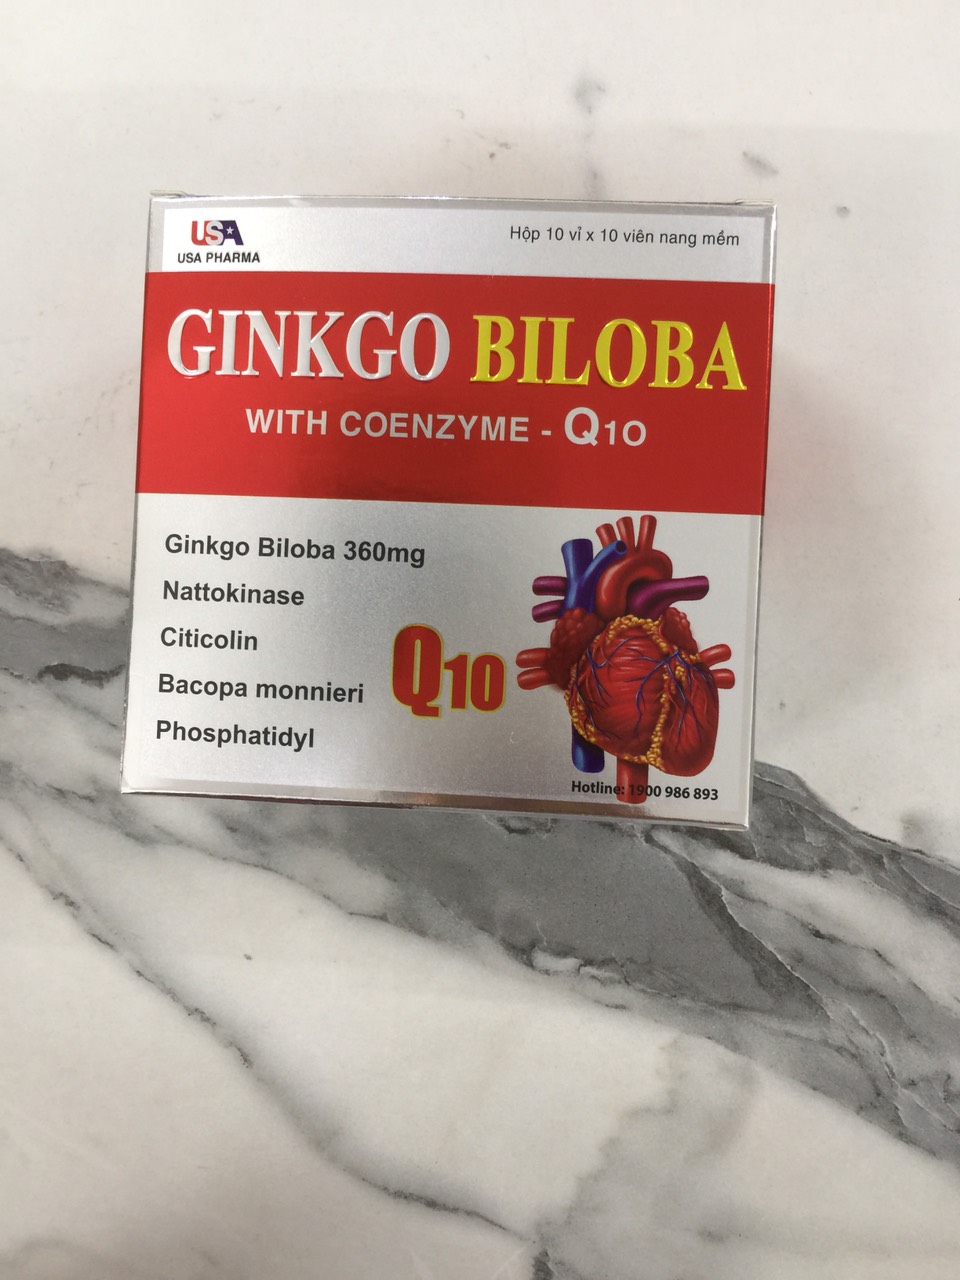 USA
USA PHARMA
Hộp 10 vỉ x 10 viên nang mềm
GINKGO BILOBA
WITH COENZYME - Q10
Ginkgo Biloba 360mg
Nattokinase
Citicolin
Bacopa monnieri
Phosphatidyl
Q10
Hotline: 1900 986 893